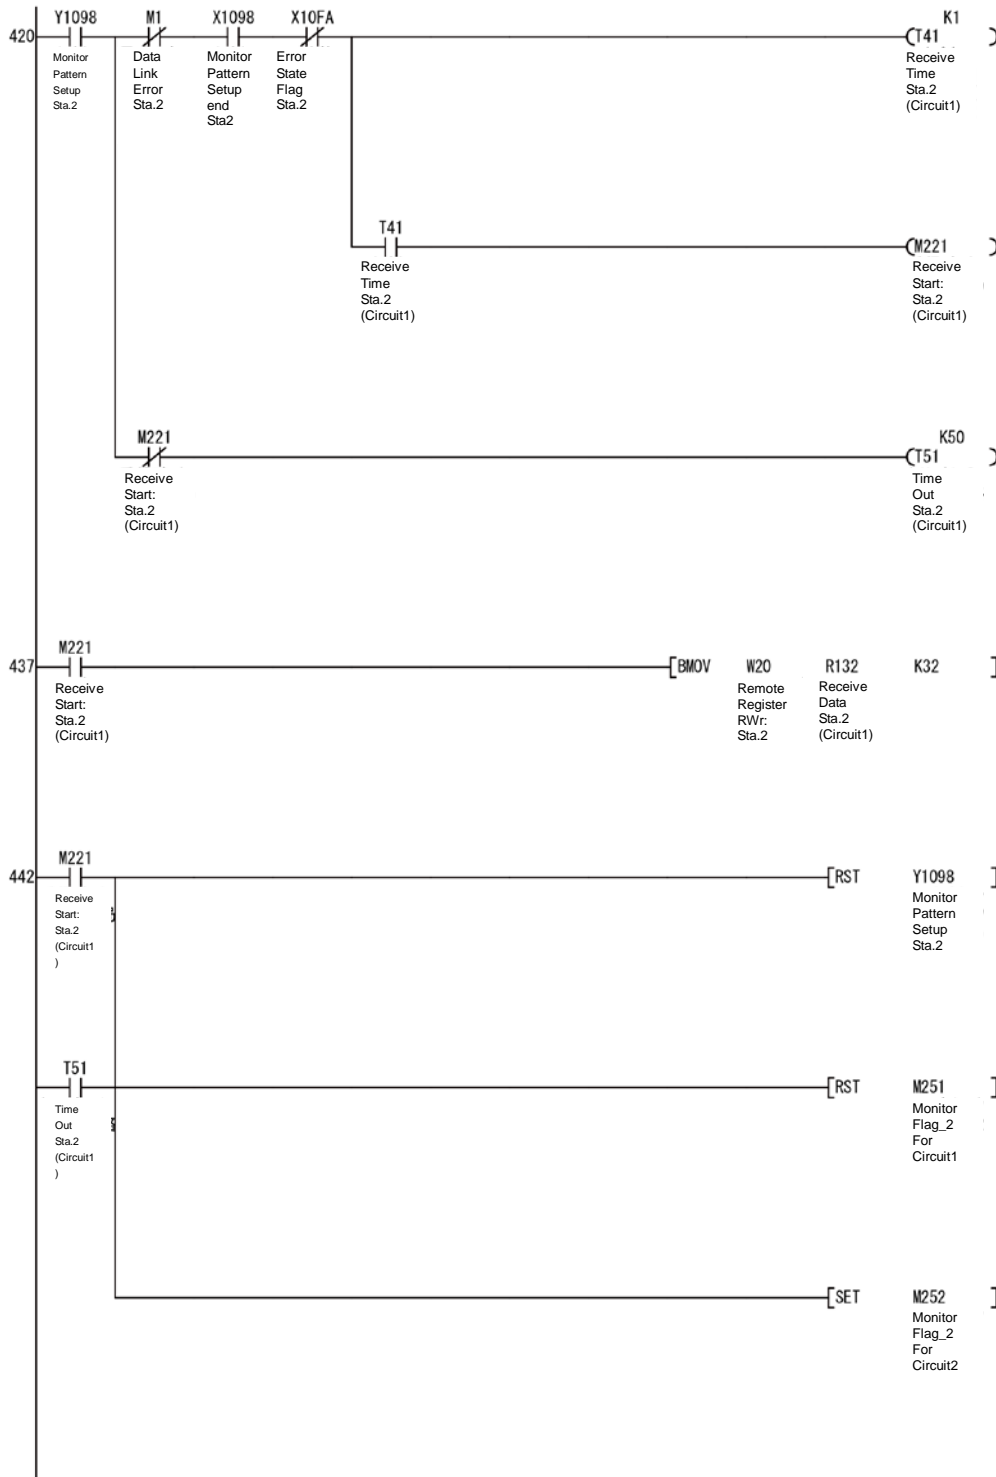 Y1098 M1 X1098 X10FA K1
420 T41
Monitor Data Monitor Error Receive
Pattern Link Pattern State Time
Setup Error Setup Flag Sta.2
Sta.2 Sta.2 end Sta.2 (Circuit1)
Sta2
T41 M221
Receive Receive
Time Start:
Sta.2 Sta.2
(Circuit1) (Circuit1)
M221 K50
T51
Receive Time
Start: Out
Sta.2 Sta.2
(Circuit1) (Circuit1)
M221
437 BMOV W20 R132 K32
Receive Remote Receive
Start: Register Data
Sta.2 RWr: Sta.2
(Circuit1) Sta.2 (Circuit1)
M221
442 RST Y1098
Receive Monitor
Start: Pattern
Sta.2 Setup
(Circuit1 Sta.2
)
T51
RST M251
Time Monitor
Out Flag_2
Sta.2 For
(Circuit1 Circuit1
)
SET M252
Monitor
Flag_2
For
Circuit2